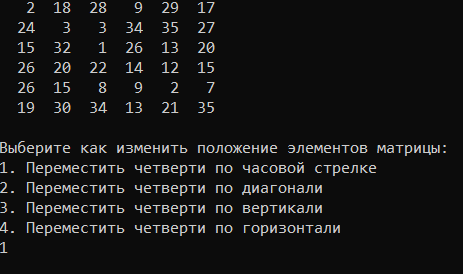 2 18 28 9 29 17
24 3 3 34 35 27
15 32 1 26 13 20
26 20 22 14 12 15
26 15 8 9 2 7
19 30 34 13 21 35
Выберите как изменить положение элементов матрицы:
1. Переместить четверти по часовой стрелке
2. Переместить четверти по диагонали
3. Переместить четверти по вертикали
4. Переместить четверти по горизонтали
1